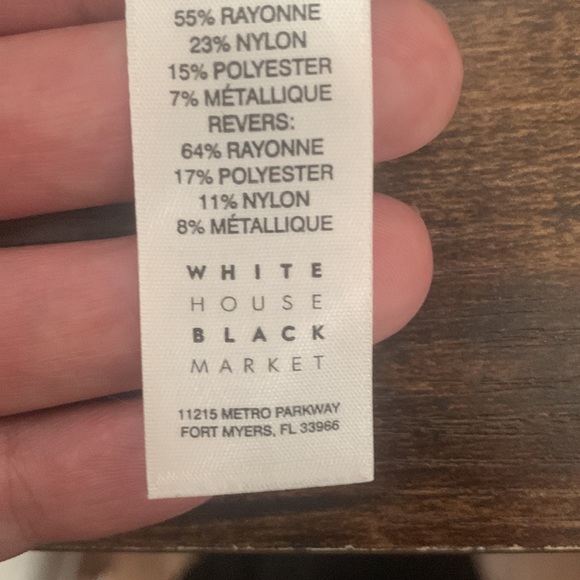 55% RAYONNE
23% NYLON
15% POLYESTER
7% MÉTALLIQUE
REVERS:
64% RAYONNE
17% POLYESTER
11% NYLON
8% MÉTALLIQUE
WHITE
HOUSE
BLACK
MARKET
11215 METRO PARKWAY
FORT MYERS, FL 33966